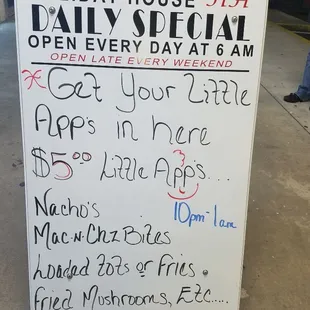 HOUSE
DAILY SPECIAL
OPEN EVERY DAY AT 6 AM
OPEN LATE EVERY WEEKEND
Get Your Little
App's in here
$5.00 Little App's....
10pm-1am
Nacho's
Mac-N-Chz Bites
Loaded Tots or Fries
fried Mushrooms, Etc....